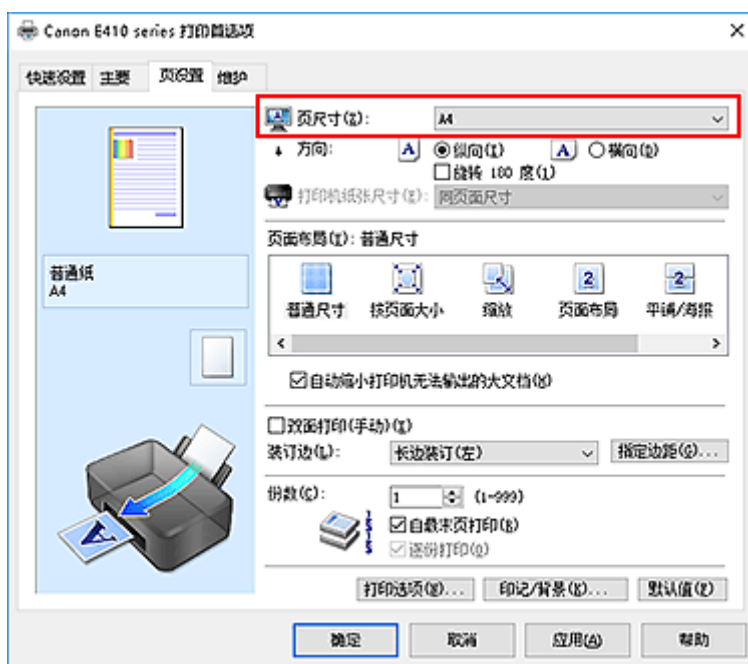 Canon E410 series 打印首选项
快速设置 主要 页设置 维护
页尺寸(Z): A4
方向: A 纵向(T) A 横向(D)
旋转 180 度(1)
打印机纸张尺寸(E): 同页面尺寸
页面布局(I): 普通尺寸
普通尺寸 按页面大小 缩放 页面布局 平铺/海报
自动缩小打印机无法输出的大文档(8)
双面打印(手动)(X)
装订边(L): 长边装订(左) 指定边距(G)...
份数(C): 1 (1-999)
自最末页打印(B)
逐份打印(Q)
打印选项(W)... 印记/背景(K)... 默认值(P)
普通纸
A4
确定 取消 应用(A) 帮助